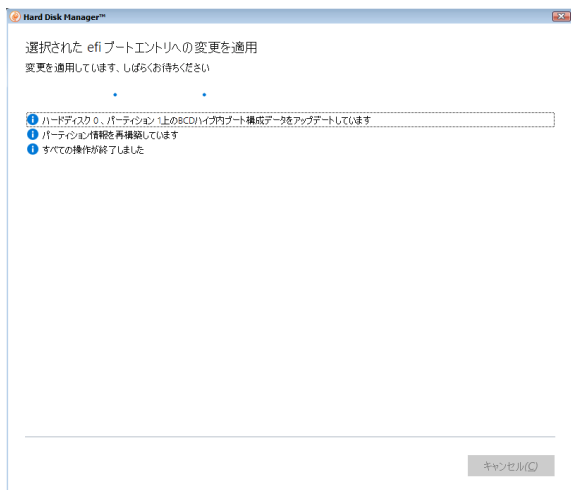 Hard Disk Manager™
選択された efi ブートエントリへの変更を適用
変更を適用しています、しばらくお待ちください
ハードディスク 0 、パーティション 1上のBCDハイブ内ブート構成データをアップデートしています
パーティション情報を再構築しています
すべての操作が終了しました
キャンセル(C)